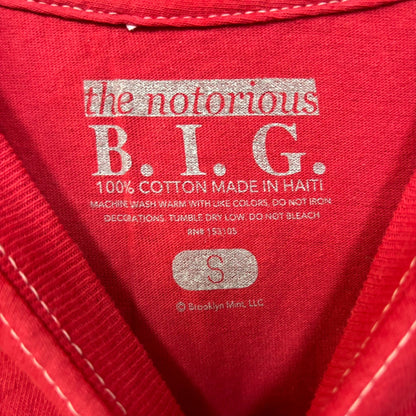 the notorious
B. I. G.
100% COTTON MADE IN HAITI
MACHINE WASH WARM WITH LIKE COLORS, DO NOT IRON
DECORATIONS. TUMBLE DRY LOW. DO NOT BLEACH
RN# 153105
S
© Brooklyn Mint, LLC